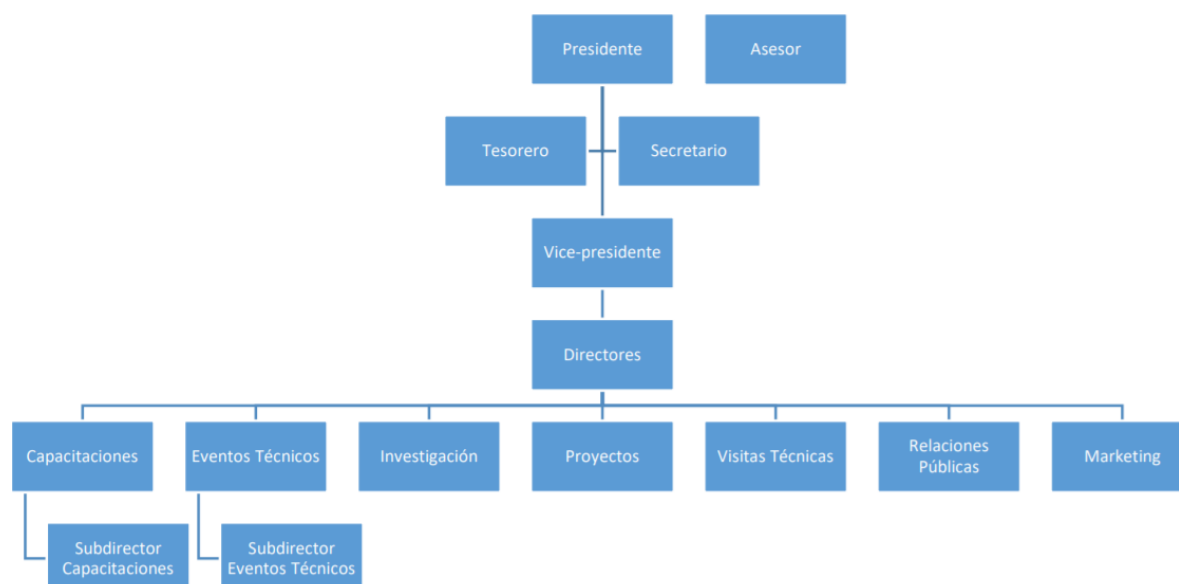 Presidente
Asesor
Tesorero
Secretario
Vice-presidente
Directores
Capacitaciones
Eventos Técnicos
Investigación
Proyectos
Visitas Técnicas
Relaciones
Públicas
Marketing
Subdirector
Capacitaciones
Subdirector
Eventos Técnicos